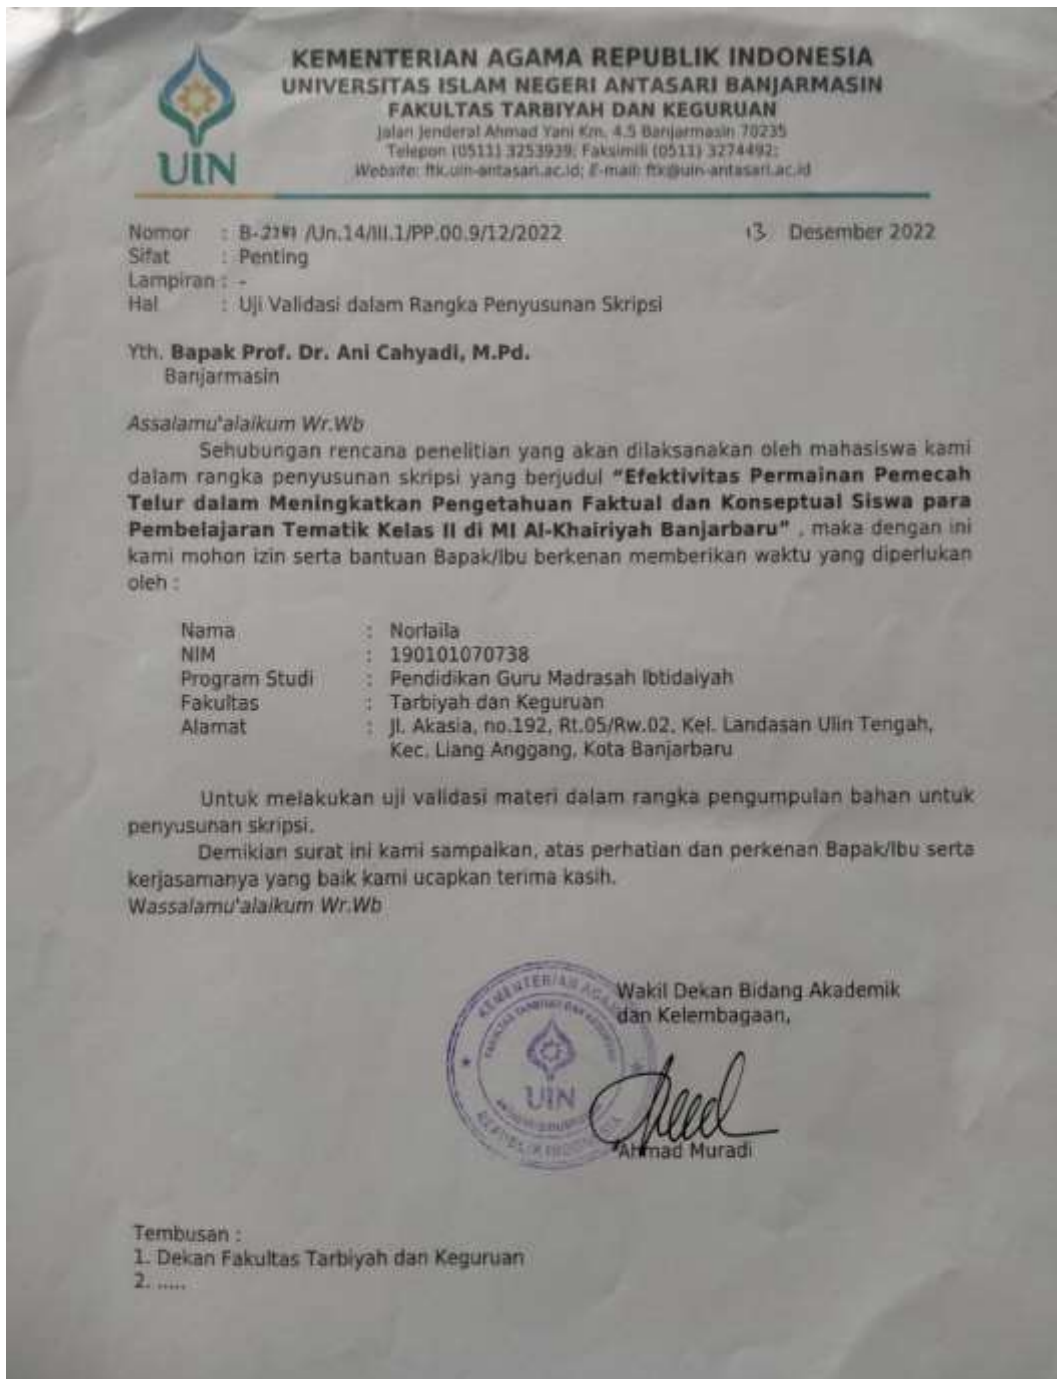 KEMENTERIAN AGAMA REPUBLIK INDONESIA
UNIVERSITAS ISLAM NEGERI ANTASARI BANJARMASIN
FAKULTAS TARBIYAH DAN KEGURUAN
Jalan Jenderal Ahmad Yani Km. 4.5 Banjarmasin 70235
Telepon (0511) 3253939; Faksimili (0511) 3274492;
Website: ftk.uin-antasari.ac.id; E-mail: ftk@uin-antasari.ac.id
UIN
Nomor : B- /Un.14/III.1/PP.00.9/12/2022 13 Desember 2022
Sifat : Penting
Lampiran : -
Hal : Uji Validasi dalam Rangka Penyusunan Skripsi
Yth. Bapak Prof. Dr. Ani Cahyadi, M.Pd.
Banjarmasin
Assalamu'alaikum Wr.Wb
Sehubungan rencana penelitian yang akan dilaksanakan oleh mahasiswa kami
dalam rangka penyusunan skripsi yang berjudul "Efektivitas Permainan Pemecah
Telur dalam Meningkatkan Pengetahuan Faktual dan Konseptual Siswa para
Pembelajaran Tematik Kelas II di MI Al-Khairiyah Banjarbaru" , maka dengan ini
kami mohon izin serta bantuan Bapak/Ibu berkenan memberikan waktu yang diperlukan
oleh :
Nama : Norlaila
NIM : 190101070738
Program Studi : Pendidikan Guru Madrasah Ibtidaiyah
Fakultas : Tarbiyah dan Keguruan
Alamat : Jl. Akasia, no.192, Rt.05/Rw.02, Kel. Landasan Ulin Tengah,
Kec. Liang Anggang, Kota Banjarbaru
Untuk melakukan uji validasi materi dalam rangka pengumpulan bahan untuk
penyusunan skripsi.
Demikian surat ini kami sampaikan, atas perhatian dan perkenan Bapak/Ibu serta
kerjasamanya yang baik kami ucapkan terima kasih.
Wassalamu'alaikum Wr.Wb
Wakil Dekan Bidang Akademik
dan Kelembagaan,
KEMENTERIAN AGAMA
FAKULTAS TARBIYAH DAN KEGURUAN
UIN
REPUBLIK INDONESIA
Ahmad Muradi
Tembusan :
1. Dekan Fakultas Tarbiyah dan Keguruan
2. .....